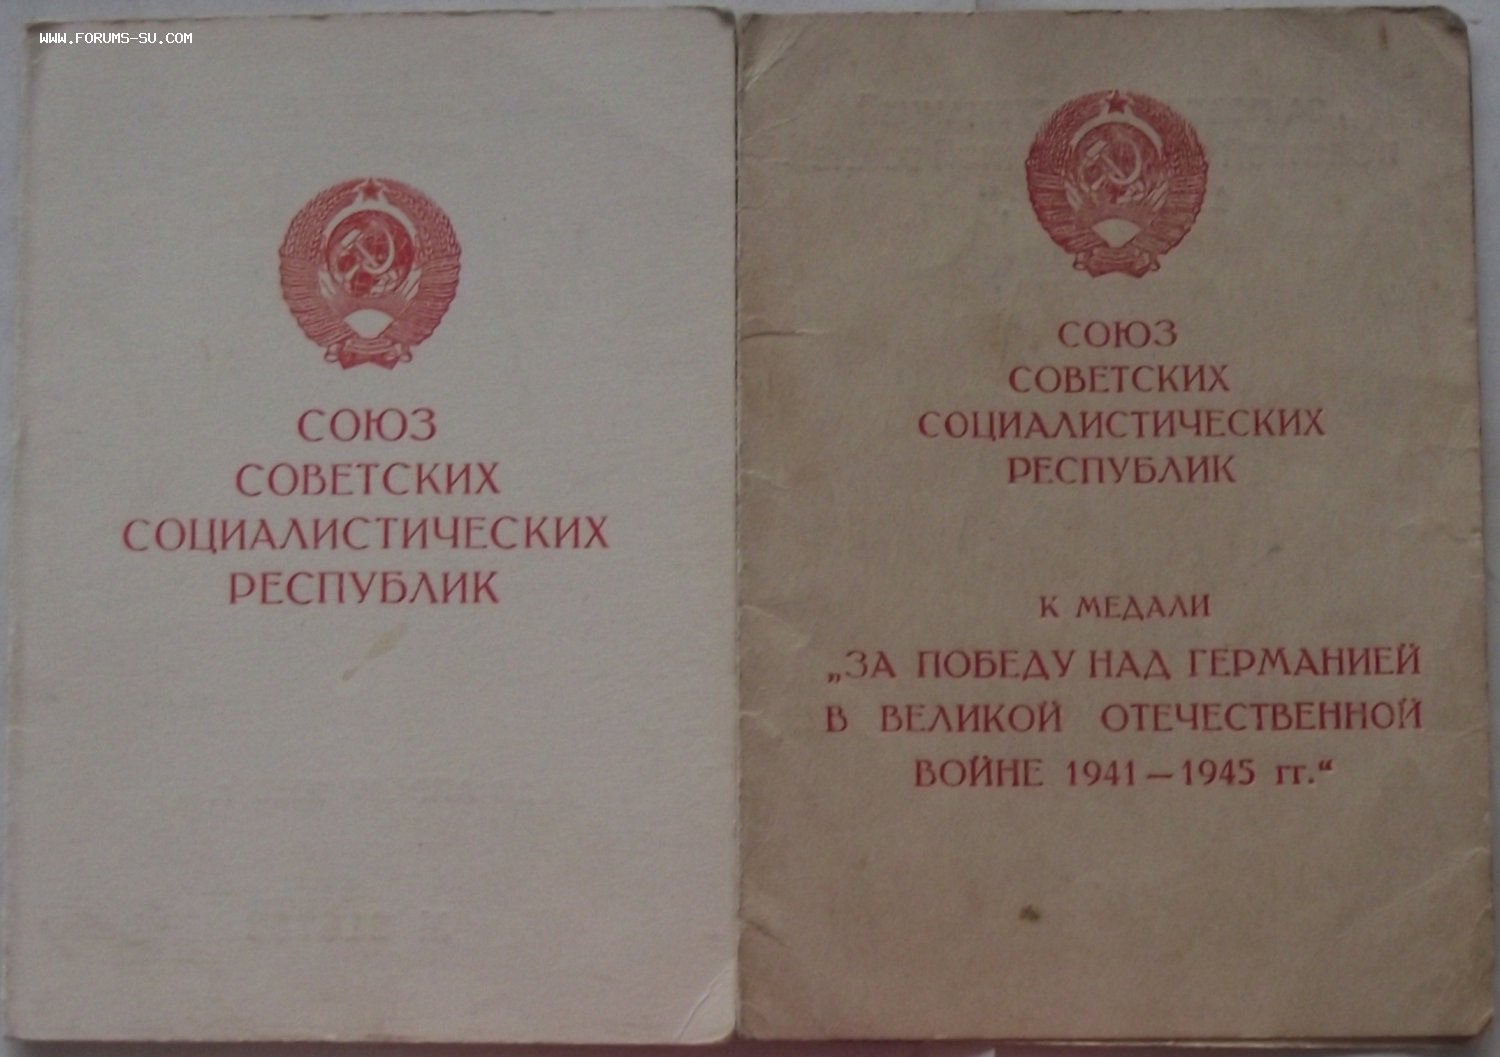 WWW.FORUMS-SU.COM
СОЮЗ
СОВЕТСКИХ
СОЦИАЛИСТИЧЕСКИХ
РЕСПУБЛИК
СОЮЗ
СОВЕТСКИХ
СОЦИАЛИСТИЧЕСКИХ
РЕСПУБЛИК
К МЕДАЛИ
„ЗА ПОБЕДУ НАД ГЕРМАНИЕЙ
В ВЕЛИКОЙ ОТЕЧЕСТВЕННОЙ
ВОЙНЕ 1941—1945 гг.“